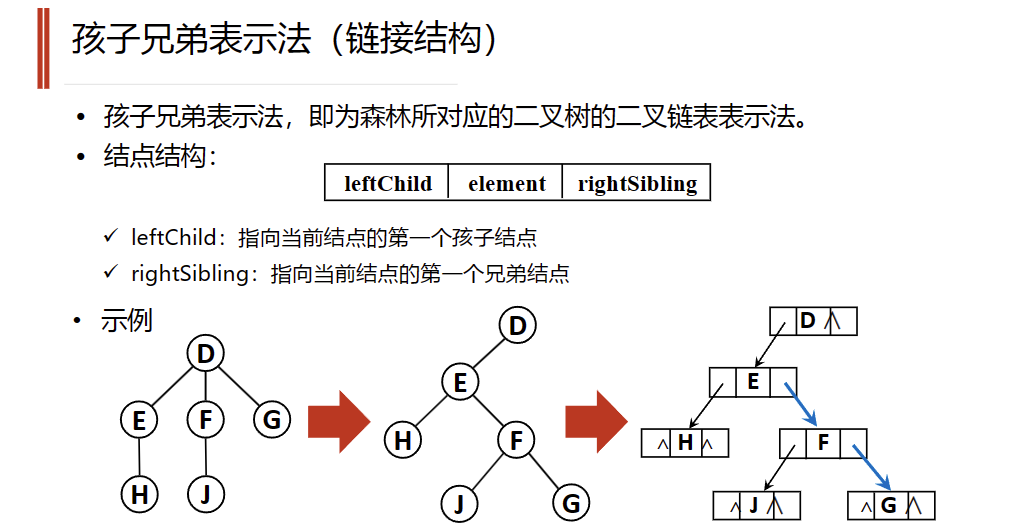 孩子兄弟表示法（链接结构）
• 孩子兄弟表示法，即为森林所对应的二叉树的二叉链表表示法。
• 结点结构：
leftChild element rightSibling
✓ leftChild：指向当前结点的第一个孩子结点
✓ rightSibling：指向当前结点的第一个兄弟结点
• 示例
D
E F G
H J
D
E
H F
J G
D ∧
E
∧ H ∧ F
∧ J ∧ ∧ G ∧